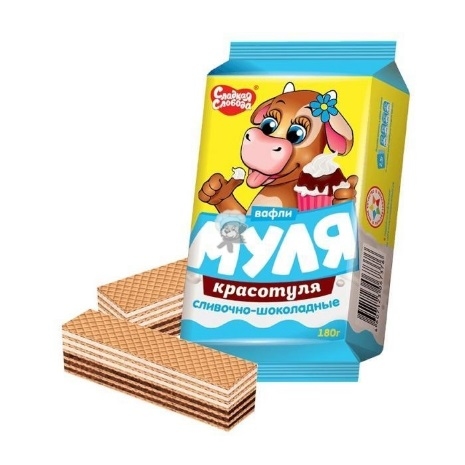 Сладкая
Слобода
вафли
МУЛЯ
красотуля
сливочно-шоколадные
180г